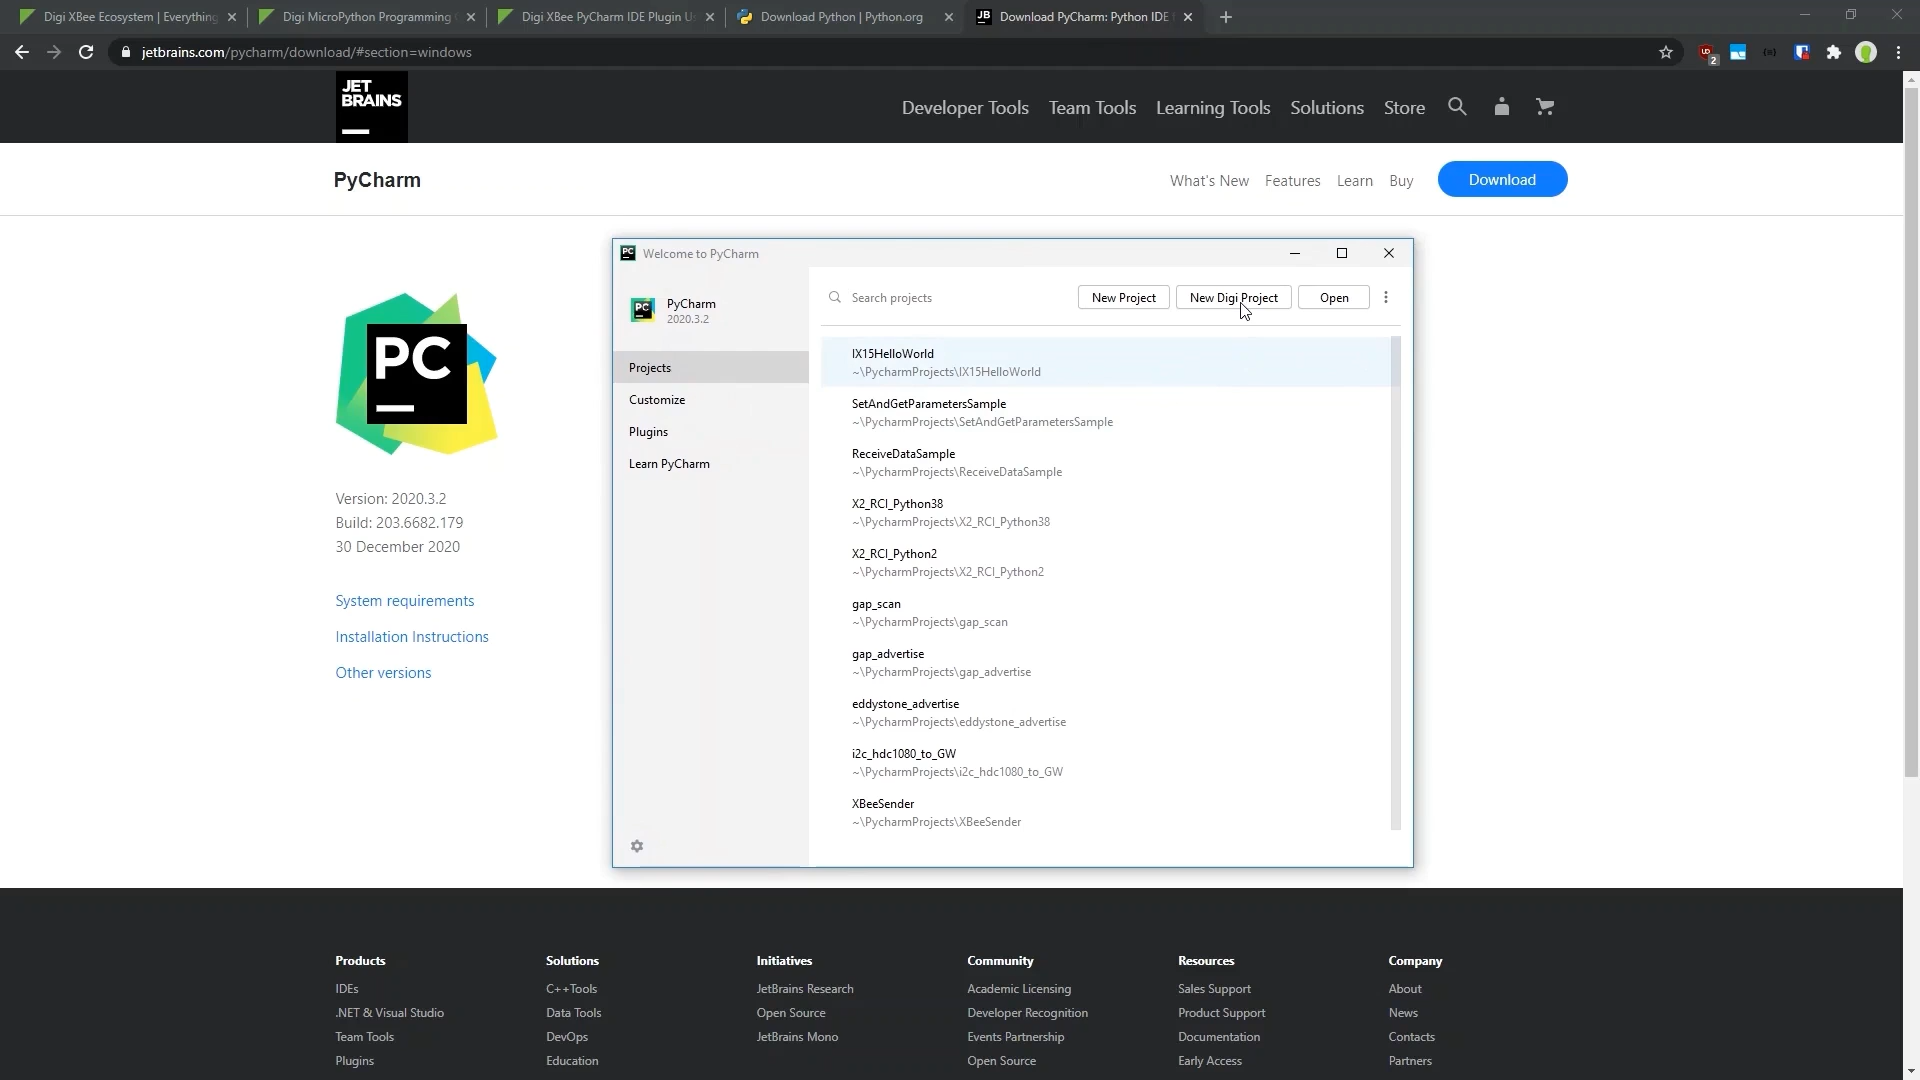 Digi XBee Ecosystem | Everything
Digi MicroPython Programming
Digi XBee PyCharm IDE Plugin U
Download Python | Python.org
JB
Download PyCharm: Python IDE
jetbrains.com/pycharm/download/#section=windows
2
JET
BRAINS
Developer Tools
Team Tools
Learning Tools
Solutions
Store
PyCharm
What's New
Features
Learn
Buy
Download
PC
Version: 2020.3.2
Build: 203.6682.179
30 December 2020
System requirements
Installation Instructions
Other versions
PC
Welcome to PyCharm
PC
PyCharm
2020.3.2
Projects
Customize
Plugins
Learn PyCharm
Search projects
New Project
New Digi Project
Open
IX15HelloWorld
~\PycharmProjects\IX15HelloWorld
SetAndGetParametersSample
~\PycharmProjects\SetAndGetParametersSample
ReceiveDataSample
~\PycharmProjects\ReceiveDataSample
X2_RCI_Python38
~\PycharmProjects\X2_RCI_Python38
X2_RCI_Python2
~\PycharmProjects\X2_RCI_Python2
gap_scan
~\PycharmProjects\gap_scan
gap_advertise
~\PycharmProjects\gap_advertise
eddystone_advertise
~\PycharmProjects\eddystone_advertise
i2c_hdc1080_to_GW
~\PycharmProjects\i2c_hdc1080_to_GW
XBeeSender
~\PycharmProjects\XBeeSender
Products
IDEs
.NET & Visual Studio
Team Tools
Plugins
Solutions
C++Tools
Data Tools
DevOps
Education
Initiatives
JetBrains Research
Open Source
JetBrains Mono
Community
Academic Licensing
Developer Recognition
Events Partnership
Open Source
Resources
Sales Support
Product Support
Documentation
Early Access
Company
About
News
Contacts
Partners